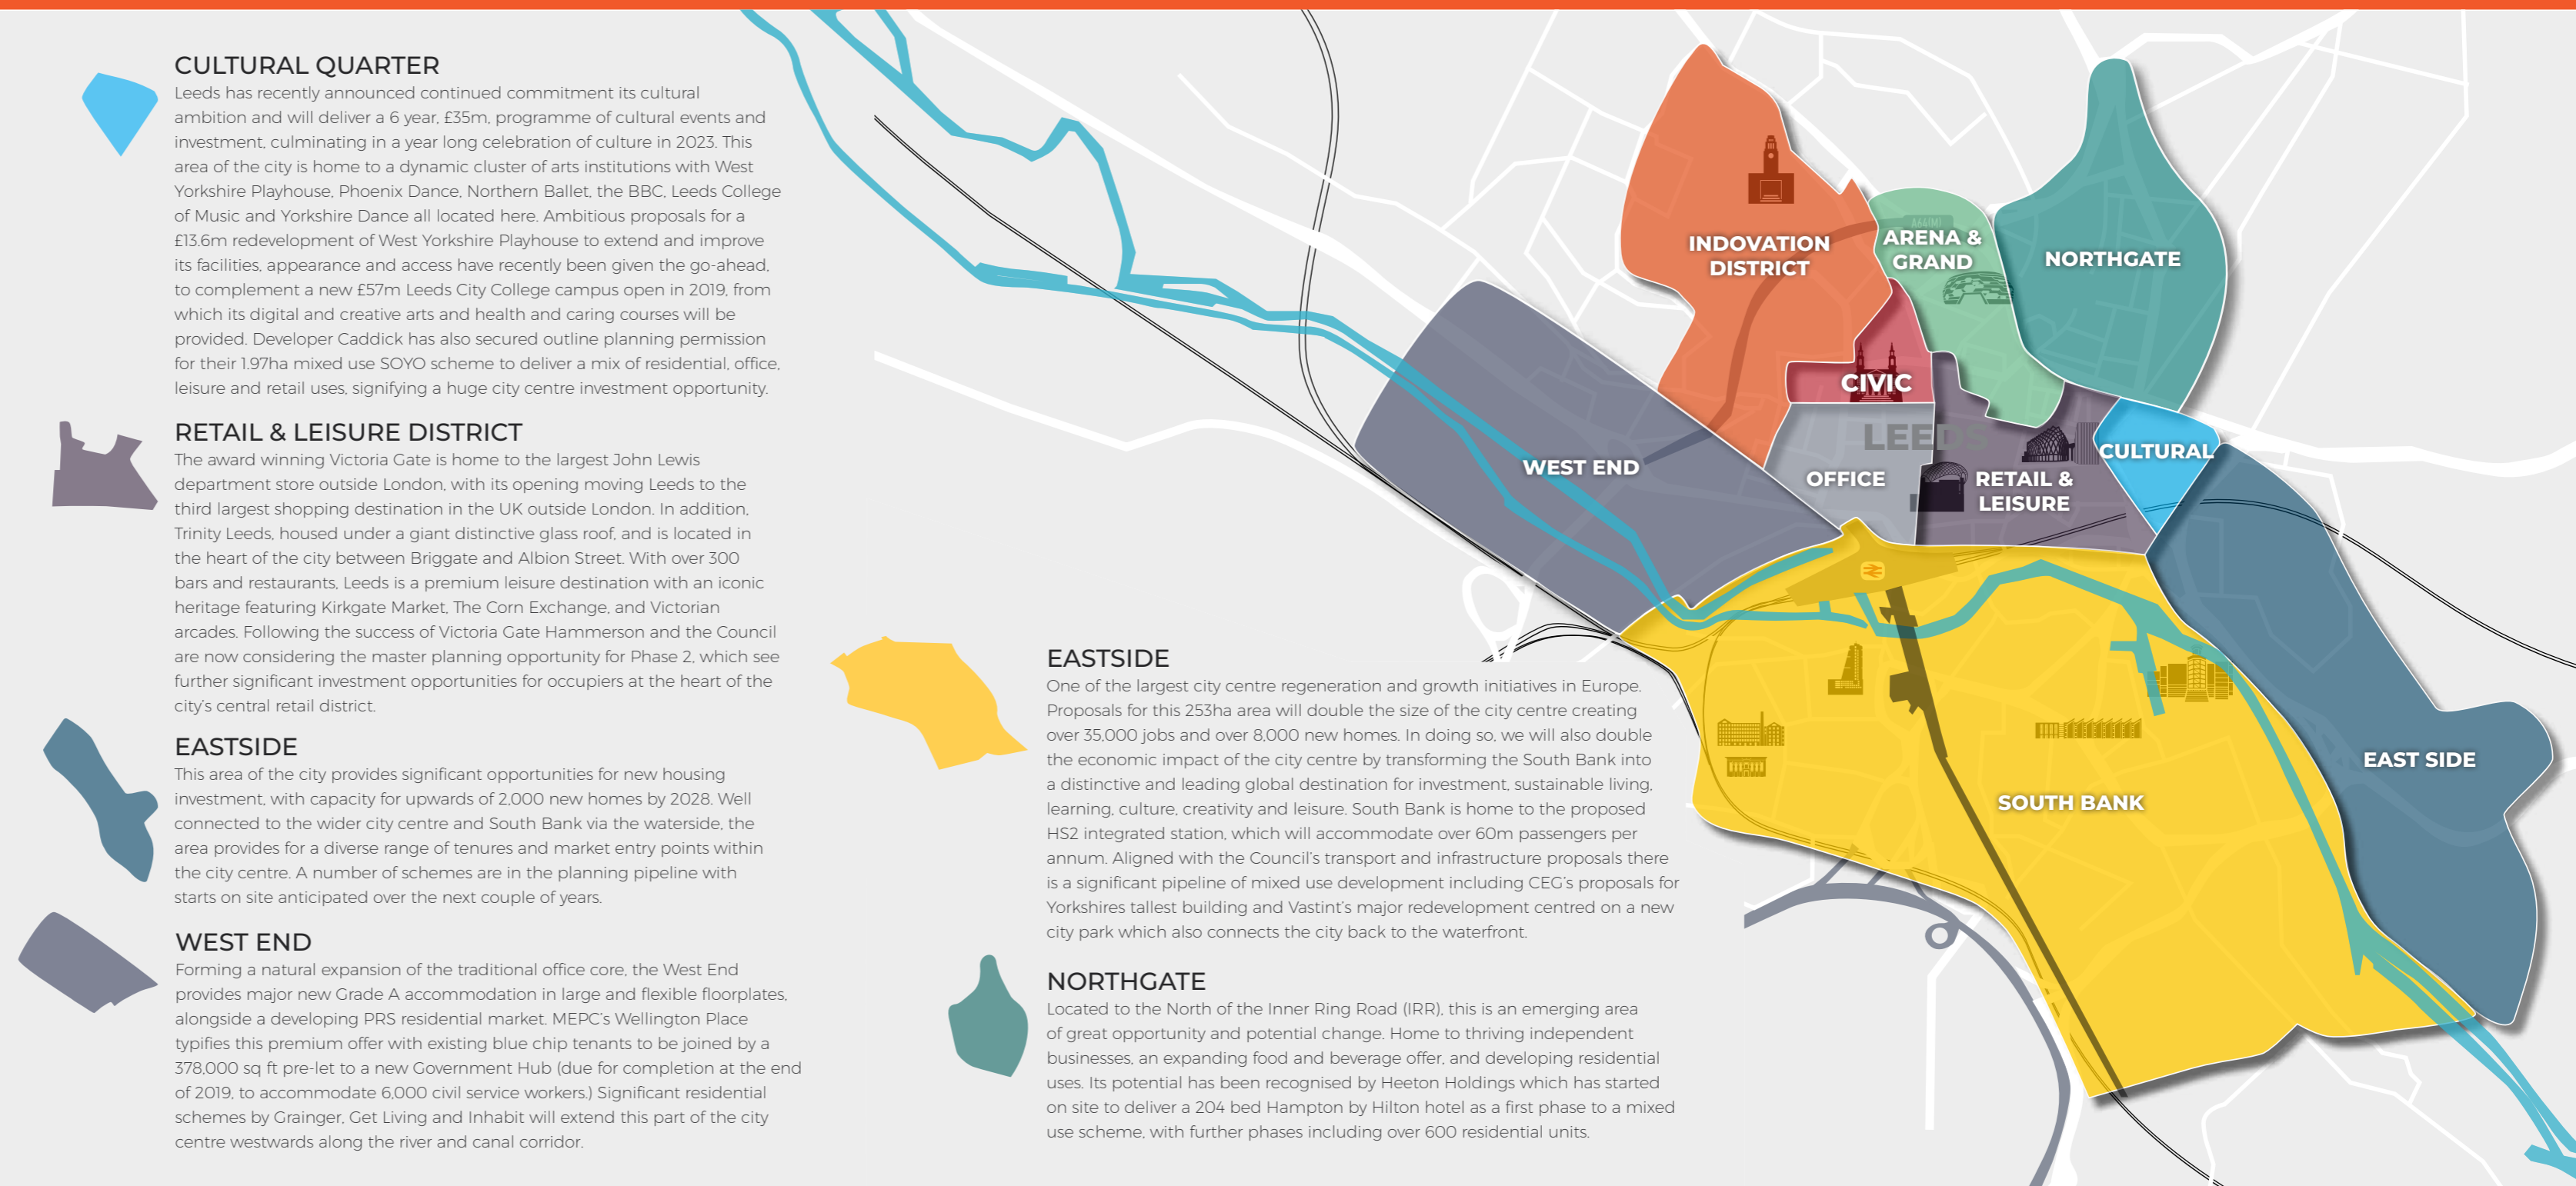 CULTURAL QUARTER
Leeds has recently announced continued commitment its cultural
ambition and will deliver a 6 year, £35m, programme of cultural events and
investment, culminating in a year long celebration of culture in 2023. This
area of the city is home to a dynamic cluster of arts institutions with West
Yorkshire Playhouse, Phoenix Dance, Northern Ballet, the BBC, Leeds College
of Music and Yorkshire Dance all located here. Ambitious proposals for a
£13.6m redevelopment of West Yorkshire Playhouse to extend and improve
its facilities, appearance and access have recently been given the go-ahead,
to complement a new £57m Leeds City College campus open in 2019, from
which its digital and creative arts and health and caring courses will be
provided. Developer Caddick has also secured outline planning permission
for their 1.97ha mixed use SOYO scheme to deliver a mix of residential, office,
leisure and retail uses, signifying a huge city centre investment opportunity.
RETAIL & LEISURE DISTRICT
The award winning Victoria Gate is home to the largest John Lewis
department store outside London, with its opening moving Leeds to the
third largest shopping destination in the UK outside London. In addition,
Trinity Leeds, housed under a giant distinctive glass roof, and is located in
the heart of the city between Briggate and Albion Street. With over 300
bars and restaurants, Leeds is a premium leisure destination with an iconic
heritage featuring Kirkgate Market, The Corn Exchange, and Victorian
arcades. Following the success of Victoria Gate Hammerson and the Council
are now considering the master planning opportunity for Phase 2, which see
further significant investment opportunities for occupiers at the heart of the
city's central retail district.
EASTSIDE
This area of the city provides significant opportunities for new housing
investment, with capacity for upwards of 2,000 new homes by 2028. Well
connected to the wider city centre and South Bank via the waterside, the
area provides for a diverse range of tenures and market entry points within
the city centre. A number of schemes are in the planning pipeline with
starts on site anticipated over the next couple of years.
WEST END
Forming a natural expansion of the traditional office core, the West End
provides major new Grade A accommodation in large and flexible floorplates,
alongside a developing PRS residential market. MEPC's Wellington Place
typifies this premium offer with existing blue chip tenants to be joined by a
378,000 sq ft pre-let to a new Government Hub (due for completion at the end
of 2019, to accommodate 6,000 civil service workers.) Significant residential
schemes by Grainger, Get Living and Inhabit will extend this part of the city
centre westwards along the river and canal corridor.
EASTSIDE
One of the largest city centre regeneration and growth initiatives in Europe.
Proposals for this 253ha area will double the size of the city centre creating
over 35,000 jobs and over 8,000 new homes. In doing so, we will also double
the economic impact of the city centre by transforming the South Bank into
a distinctive and leading global destination for investment, sustainable living,
learning, culture, creativity and leisure. South Bank is home to the proposed
HS2 integrated station, which will accommodate over 60m passengers per
annum. Aligned with the Council's transport and infrastructure proposals there
is a significant pipeline of mixed use development including CEG's proposals for
Yorkshires tallest building and Vastint's major redevelopment centred on a new
city park which also connects the city back to the waterfront.
NORTHGATE
Located to the North of the Inner Ring Road (IRR), this is an emerging area
of great opportunity and potential change. Home to thriving independent
businesses, an expanding food and beverage offer, and developing residential
uses. Its potential has been recognised by Heeton Holdings which has started
on site to deliver a 204 bed Hampton by Hilton hotel as a first phase to a mixed
use scheme, with further phases including over 600 residential units.
A64(M)
INDOVATION
DISTRICT
ARENA &
GRAND
NORTHGATE
CIVIC
LEEDS
WEST END
OFFICE
RETAIL &
LEISURE
CULTURAL
SOUTH BANK
EAST SIDE